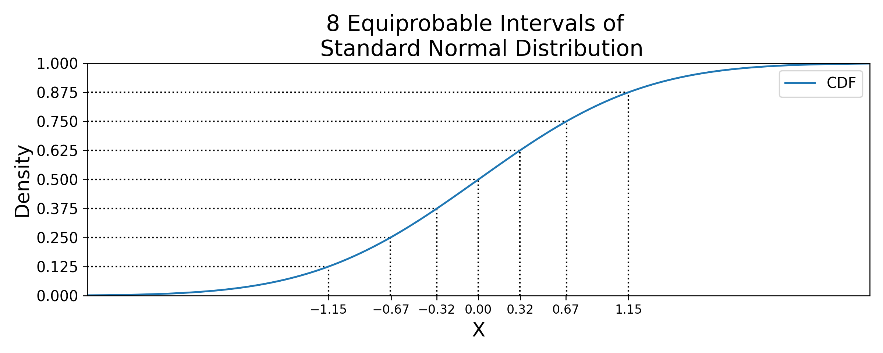 8 Equiprobable Intervals of
Standard Normal Distribution
1.000
0.875
0.750
0.625
0.500
0.375
0.250
0.125
0.000
Density
CDF
−1.15 −0.67 −0.32 0.00 0.32 0.67 1.15
X